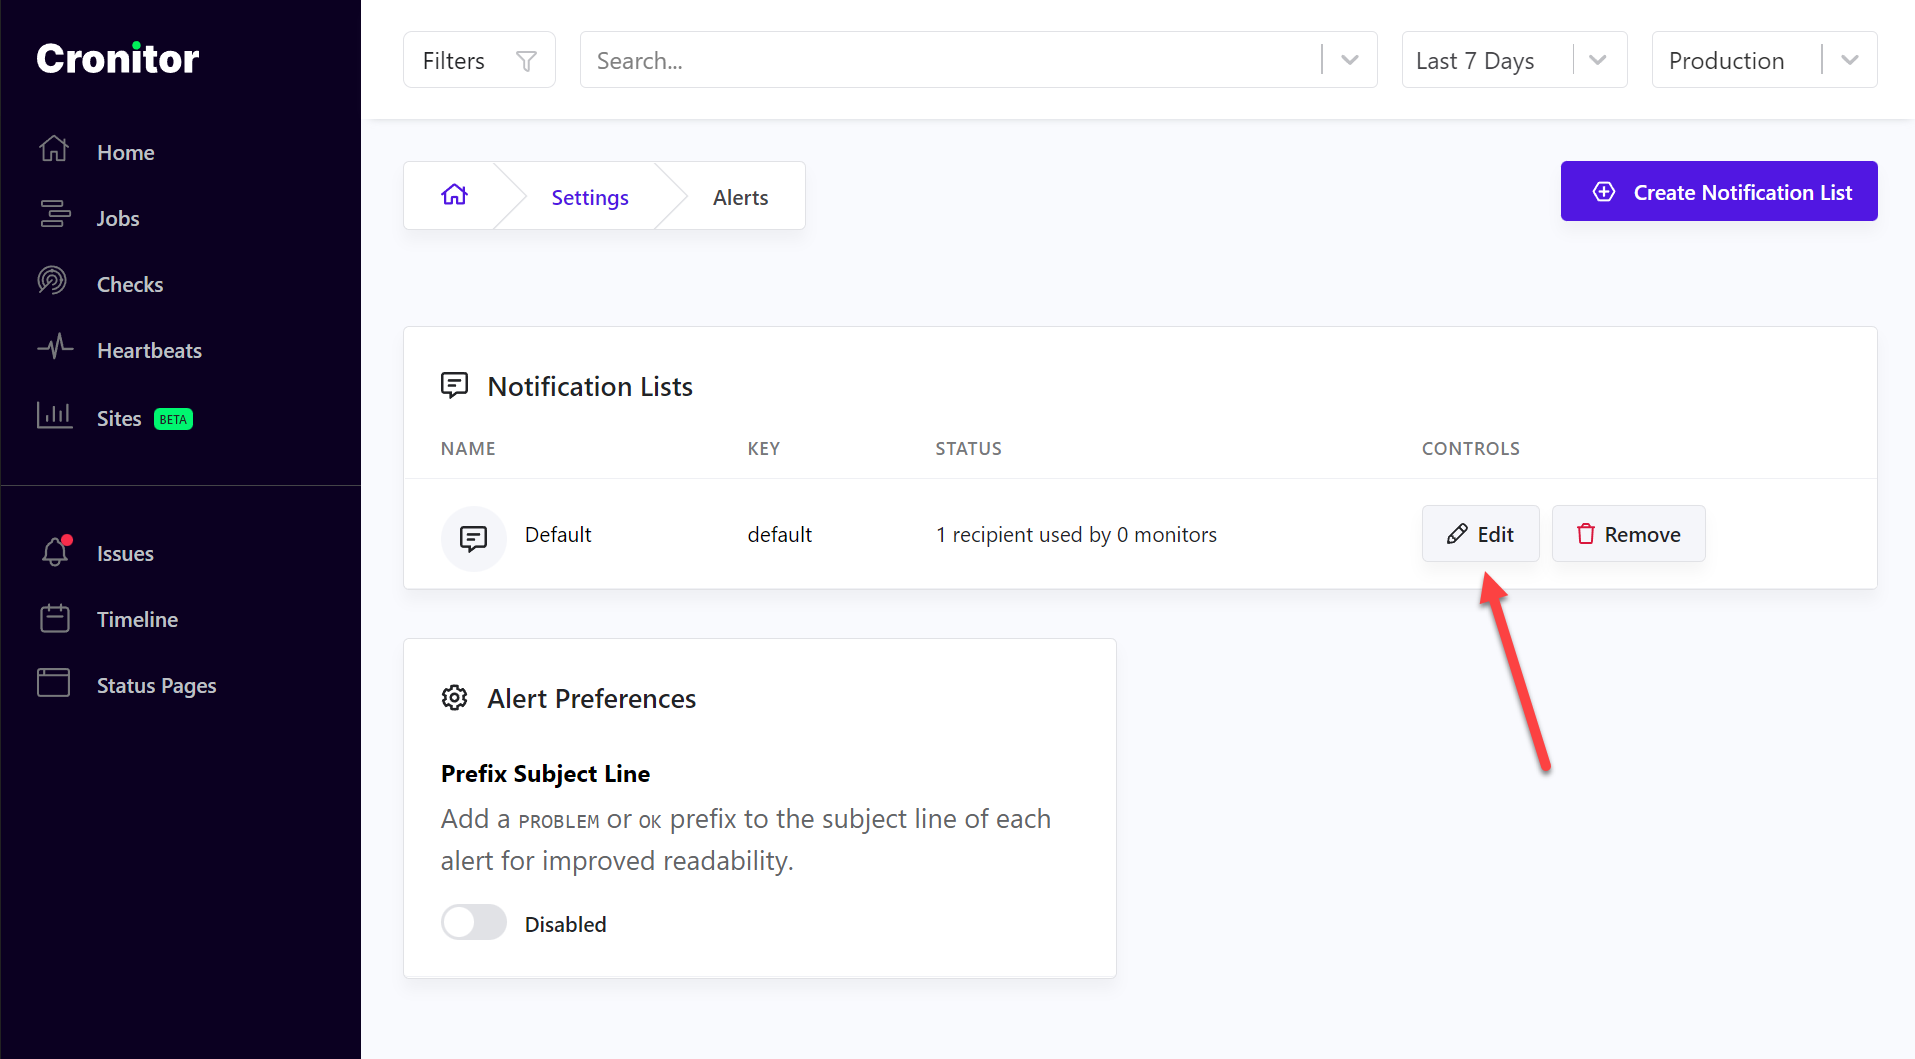 Cronitor
Home
Jobs
Checks
Heartbeats
Sites BETA
Issues
Timeline
Status Pages
Filters
Search...
Last 7 Days
Production
Settings
Alerts
Create Notification List
Notification Lists
NAME KEY STATUS CONTROLS
Default default 1 recipient used by 0 monitors Edit Remove
Alert Preferences
Prefix Subject Line
Add a PROBLEM or OK prefix to the subject line of each
alert for improved readability.
Disabled